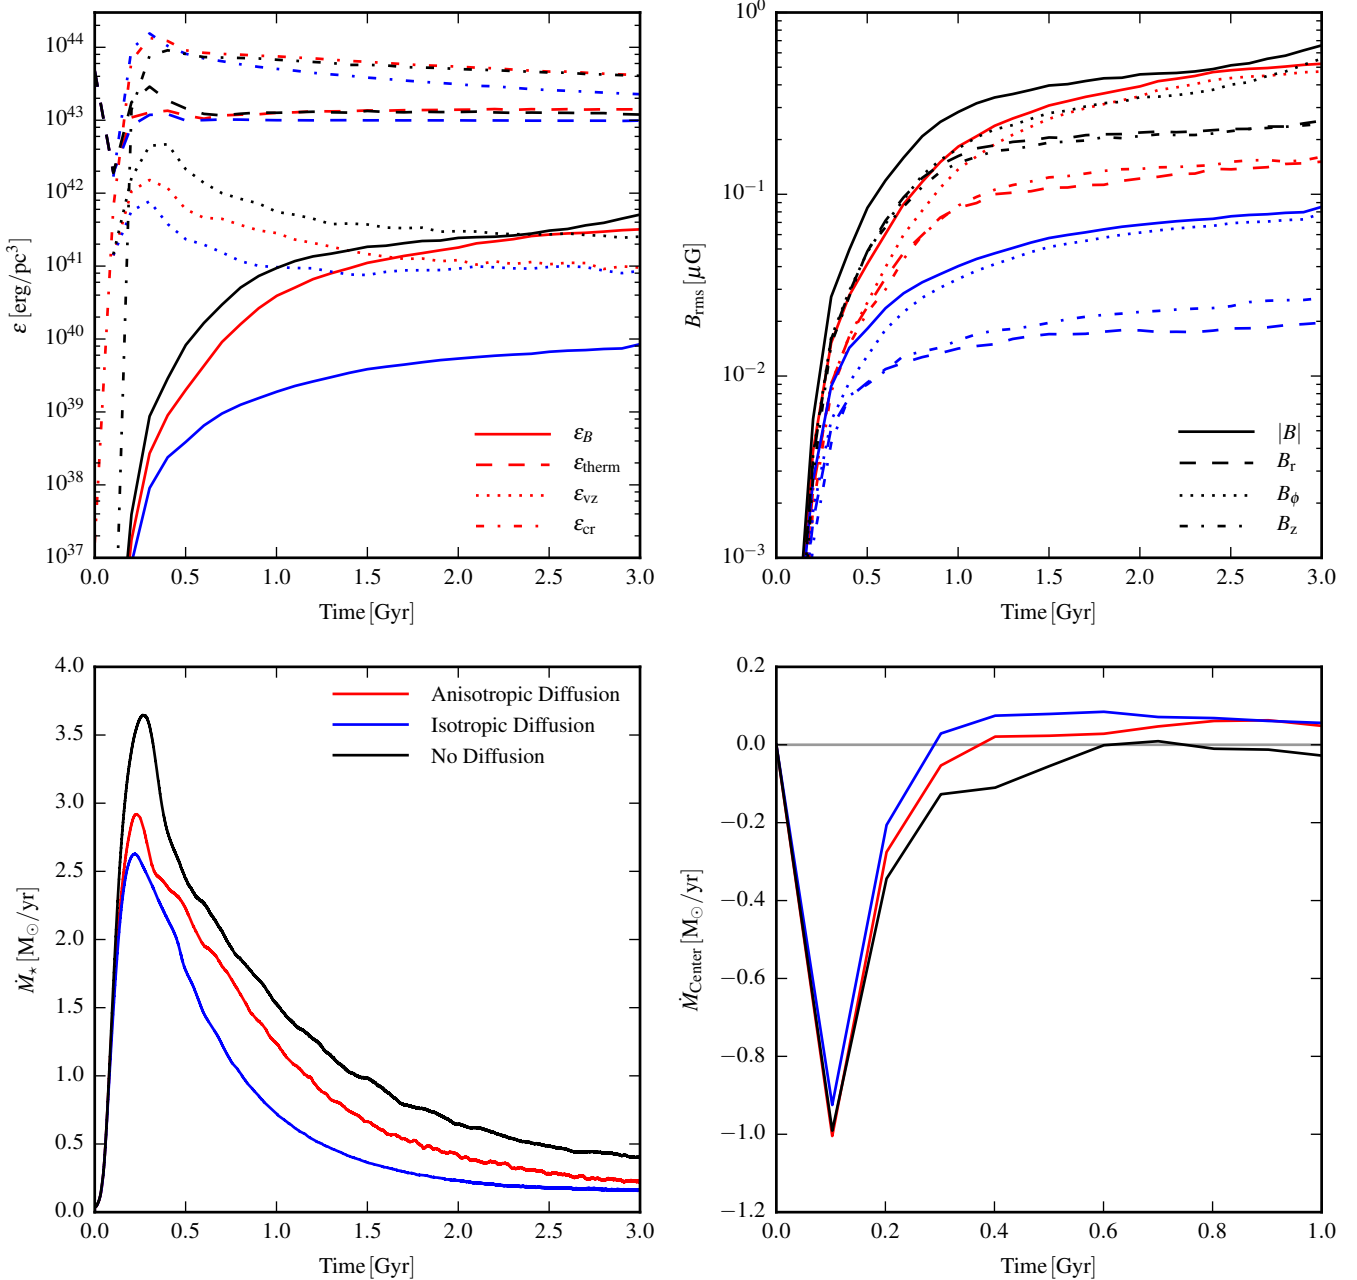 10^44
10^43
10^42
10^41
10^40
10^39
10^38
10^37
ε [erg/pc^3]
ε_B
ε_therm
ε_vz
ε_cr
0.0 0.5 1.0 1.5 2.0 2.5 3.0
Time [Gyr]
10^0
10^−1
10^−2
10^−3
B_rms [μG]
|B|
B_r
B_ϕ
B_z
0.0 0.5 1.0 1.5 2.0 2.5 3.0
Time [Gyr]
4.0
3.5
3.0
2.5
2.0
1.5
1.0
0.5
0.0
Ṁ_⋆ [M_⊙/yr]
Anisotropic Diffusion
Isotropic Diffusion
No Diffusion
0.0 0.5 1.0 1.5 2.0 2.5 3.0
Time [Gyr]
0.2
0.0
−0.2
−0.4
−0.6
−0.8
−1.0
−1.2
Ṁ_Center [M_⊙/yr]
0.0 0.2 0.4 0.6 0.8 1.0
Time [Gyr]